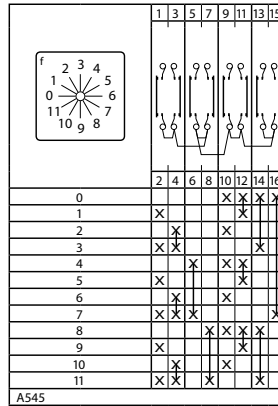 1 3 5 7 9 11 13 15
f
2 3 4
1 5
0 6
11 7
10 9 8
2 4 6 8 10 12 14 16
0 X X X X
1 X X
2 X X
3 X X X
4 X X X
5 X X
6 X X
7 X X X X
8 X X X X
9 X X
10 X X
11 X X X X
A545